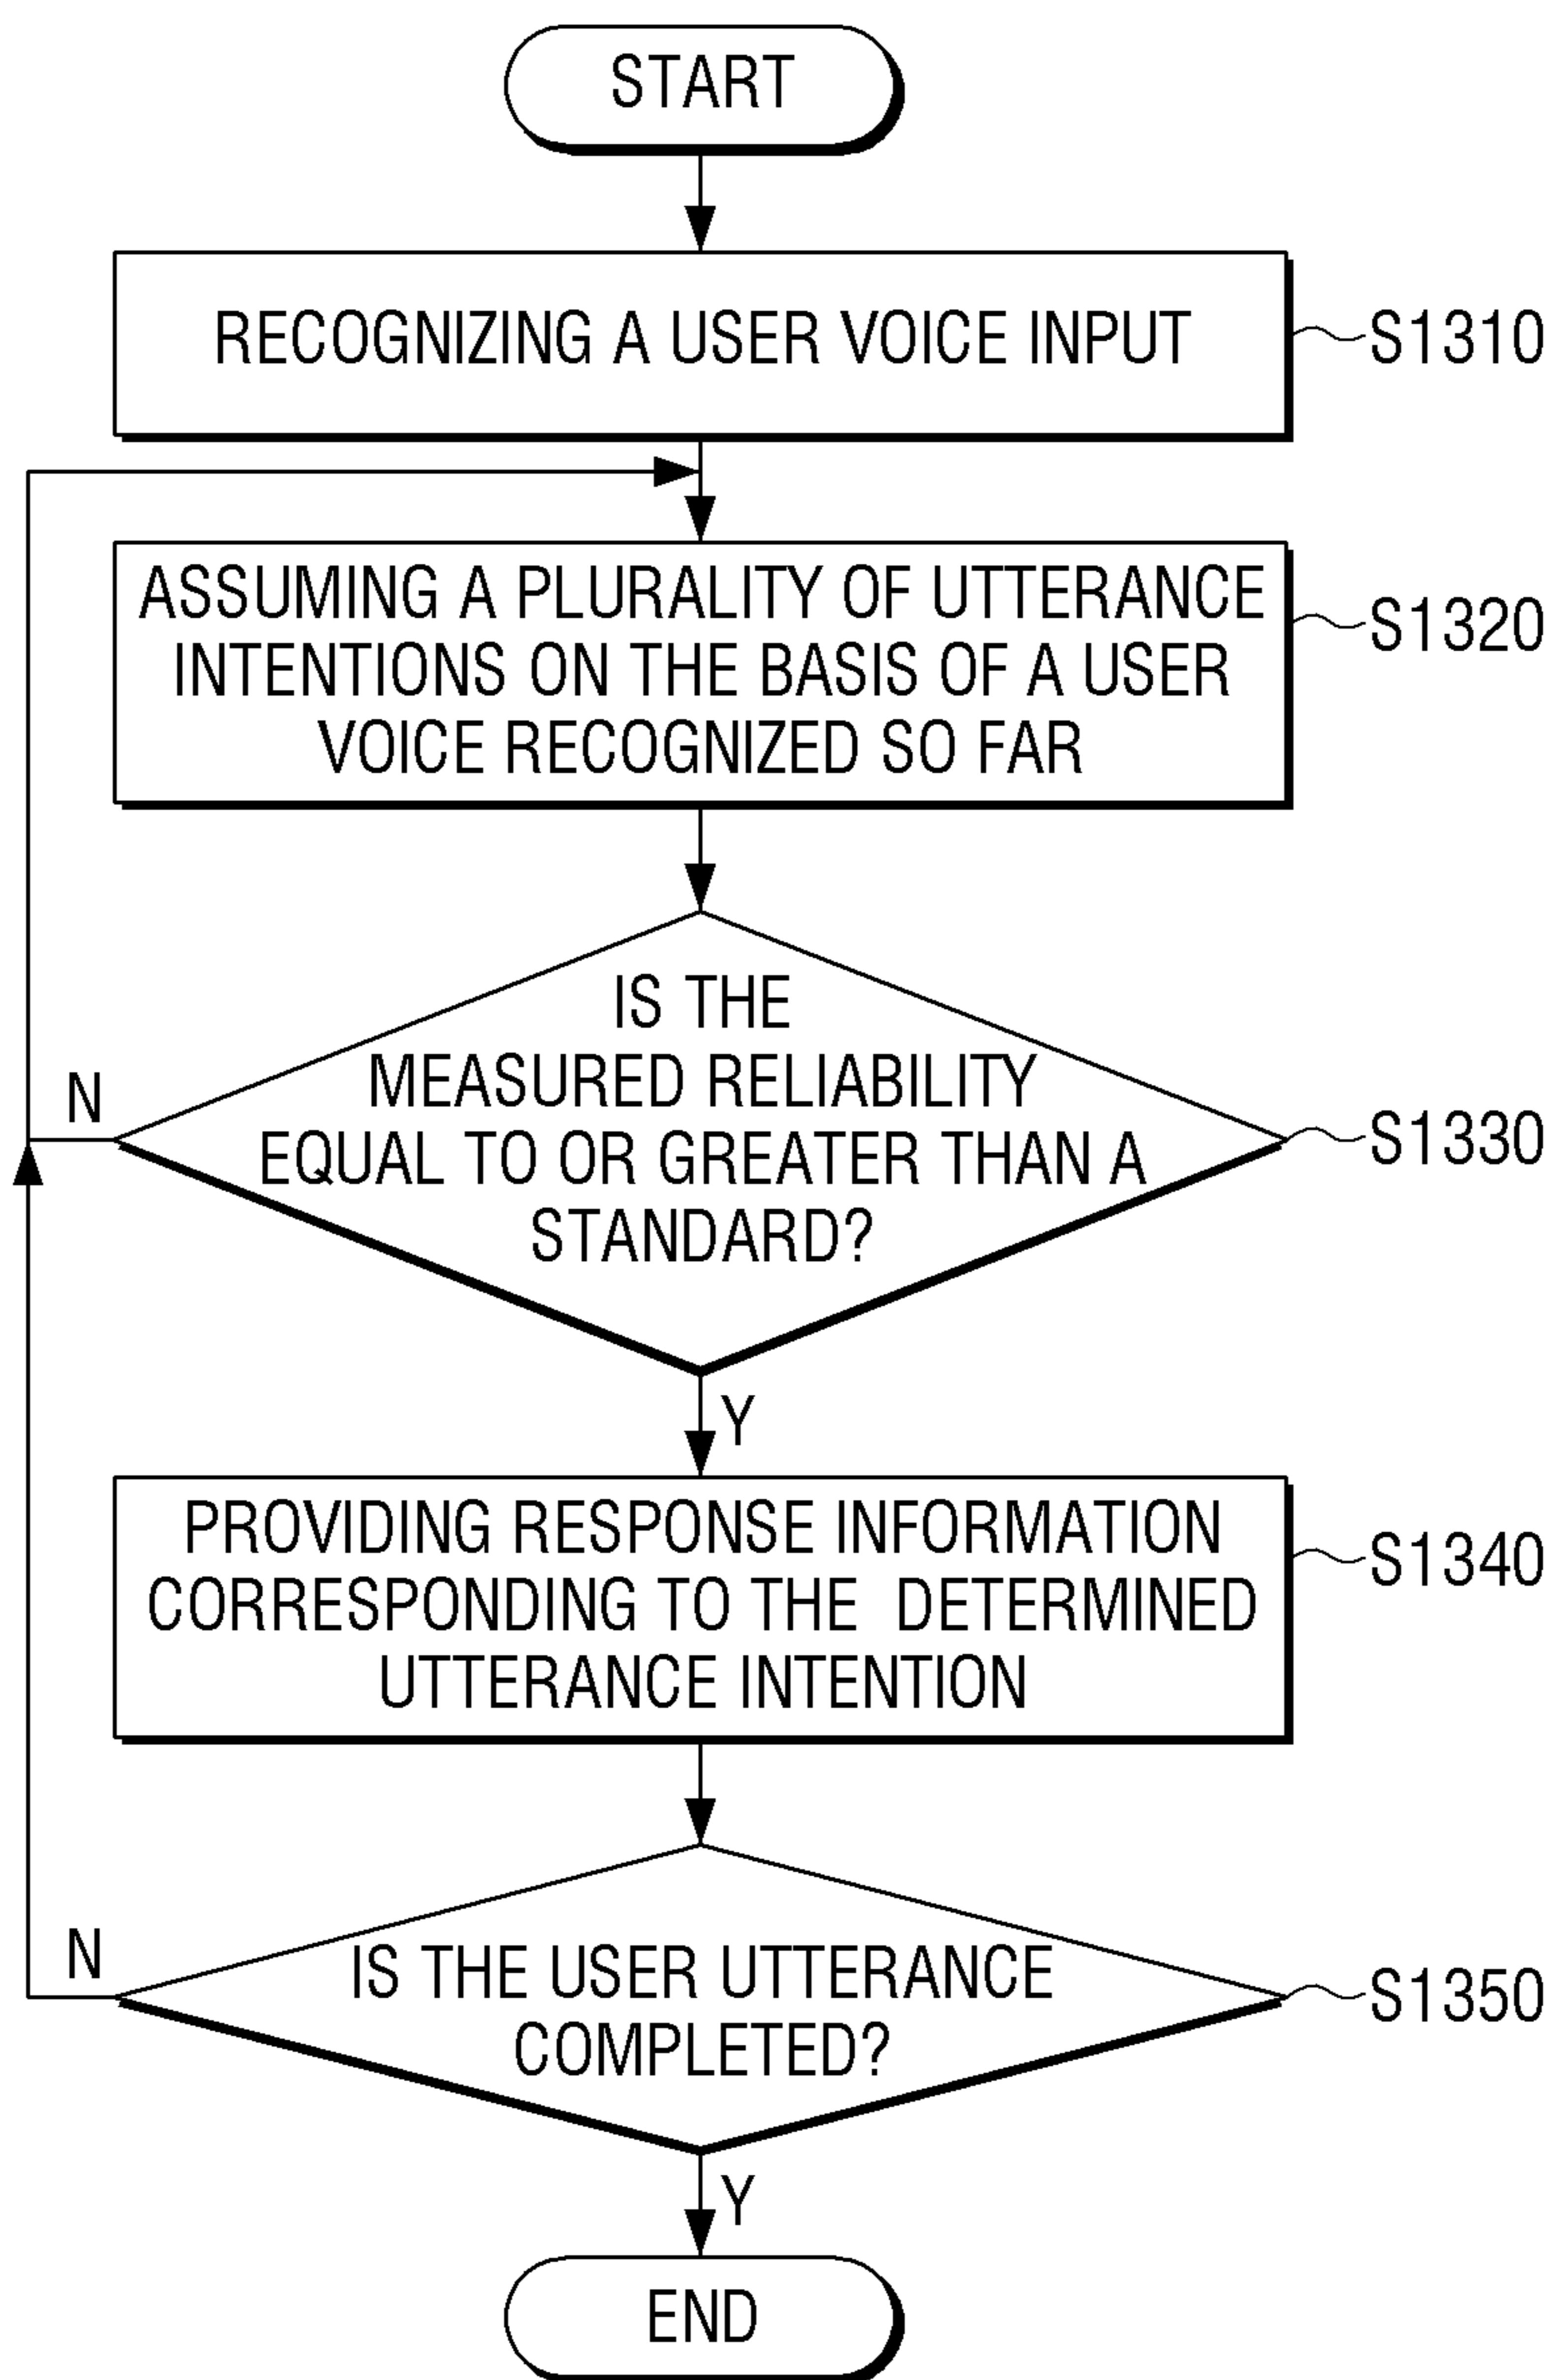 START
RECOGNIZING A USER VOICE INPUT
S1310
ASSUMING A PLURALITY OF UTTERANCE
INTENTIONS ON THE BASIS OF A USER
VOICE RECOGNIZED SO FAR
S1320
IS THE
MEASURED RELIABILITY
EQUAL TO OR GREATER THAN A
STANDARD?
S1330
N
Y
PROVIDING RESPONSE INFORMATION
CORRESPONDING TO THE DETERMINED
UTTERANCE INTENTION
S1340
IS THE USER UTTERANCE
COMPLETED?
S1350
N
Y
END